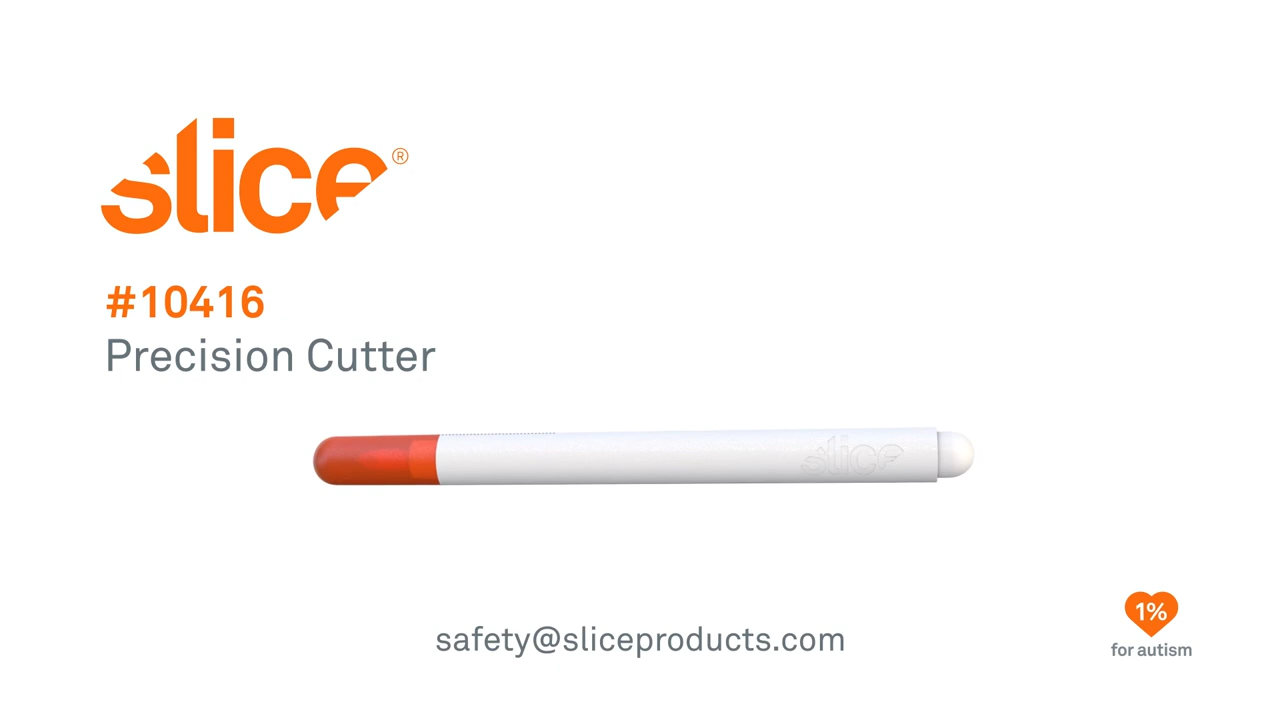 slice®
#10416
Precision Cutter
slice
safety@sliceproducts.com
1%
for autism